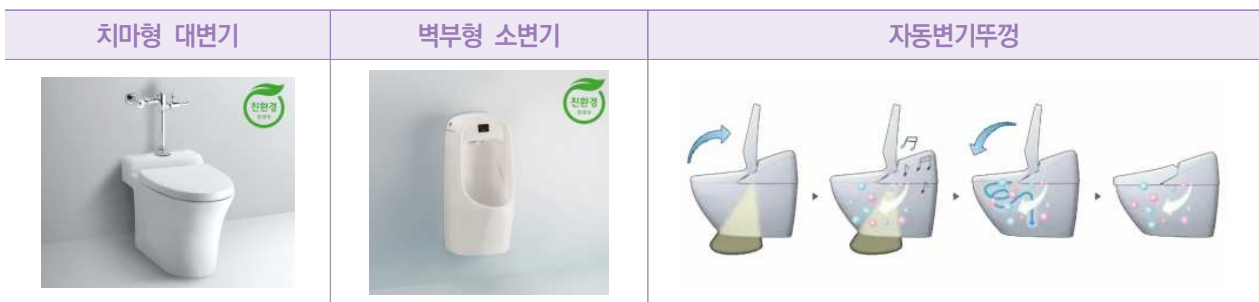 치마형 대변기
벽부형 소변기
자동변기뚜껑
친환경
친환경